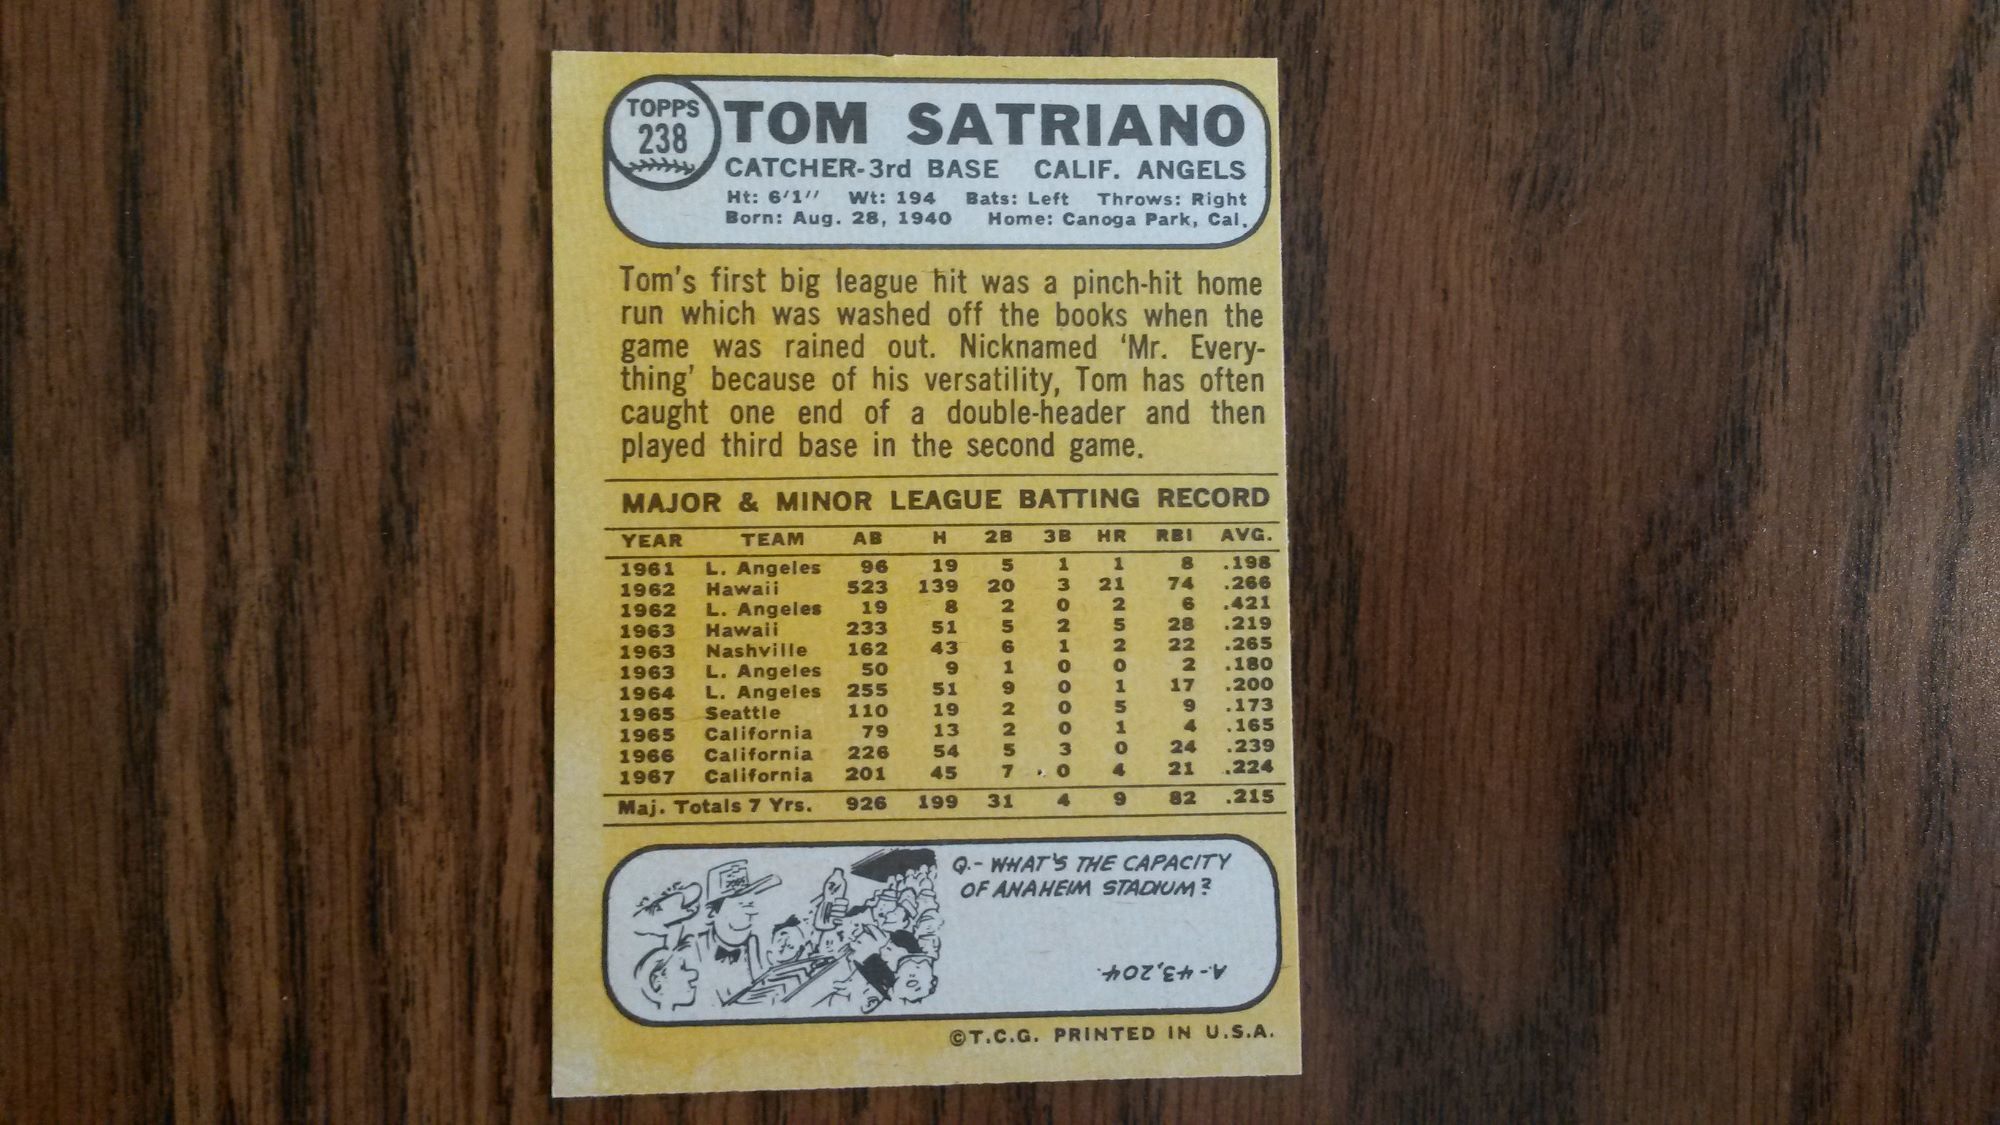 TOPPS
238
TOM SATRIANO
CATCHER-3rd BASE CALIF. ANGELS
Ht: 6'1" Wt: 194 Bats: Left Throws: Right
Born: Aug. 28, 1940 Home: Canoga Park, Cal.
Tom's first big league hit was a pinch-hit home
run which was washed off the books when the
game was rained out. Nicknamed 'Mr. Every-
thing' because of his versatility, Tom has often
caught one end of a double-header and then
played third base in the second game.
MAJOR & MINOR LEAGUE BATTING RECORD
YEAR TEAM AB H 2B 3B HR RBI AVG.
1961 L. Angeles 96 19 5 1 1 8 .198
1962 Hawaii 523 139 20 3 21 74 .266
1962 L. Angeles 19 8 2 0 2 6 .421
1963 Hawaii 233 51 5 2 5 28 .219
1963 Nashville 162 43 6 1 2 22 .265
1963 L. Angeles 50 9 1 0 0 2 .180
1964 L. Angeles 255 51 9 0 1 17 .200
1965 Seattle 110 19 2 0 5 9 .173
1965 California 79 13 2 0 1 4 .165
1966 California 226 54 5 3 0 24 .239
1967 California 201 45 7 0 4 21 .224
Maj. Totals 7 Yrs. 926 199 31 4 9 82 .215
Q.- WHAT'S THE CAPACITY
OF ANAHEIM STADIUM?
A-43,204.
©T.C.G. PRINTED IN U.S.A.